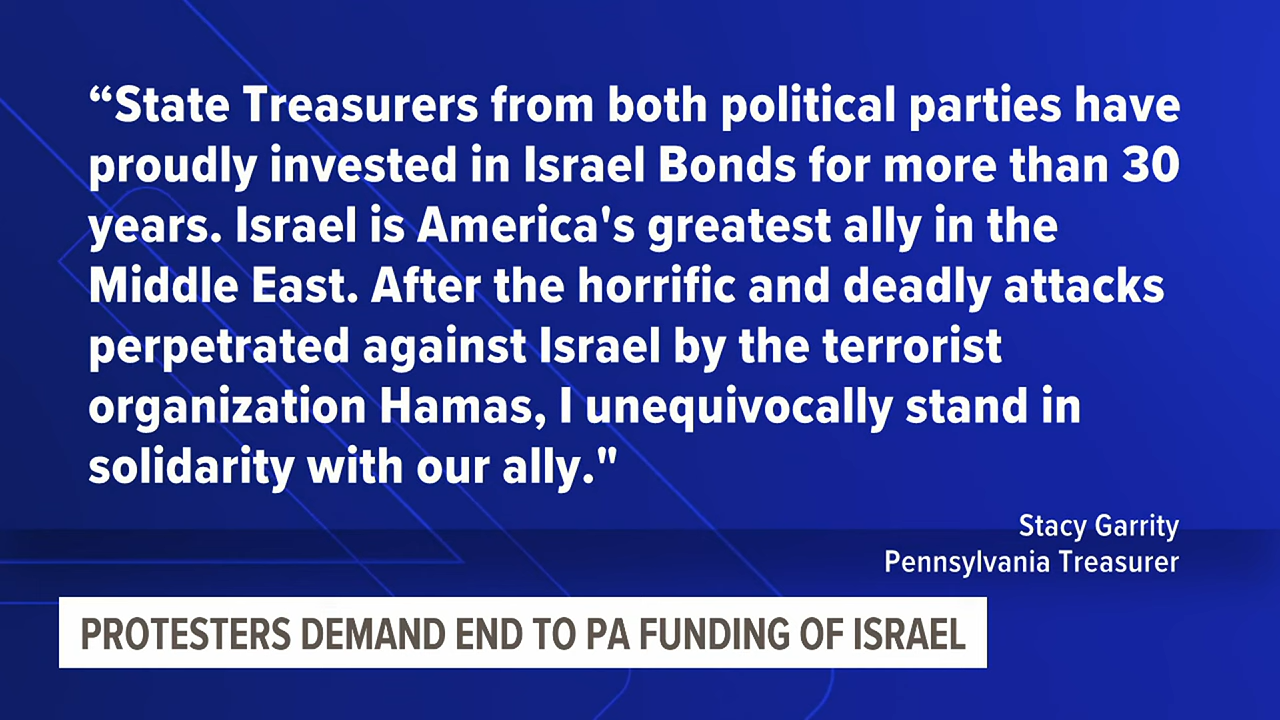 “State Treasurers from both political parties have
proudly invested in Israel Bonds for more than 30
years. Israel is America's greatest ally in the
Middle East. After the horrific and deadly attacks
perpetrated against Israel by the terrorist
organization Hamas, I unequivocally stand in
solidarity with our ally."
Stacy Garrity
Pennsylvania Treasurer
PROTESTERS DEMAND END TO PA FUNDING OF ISRAEL